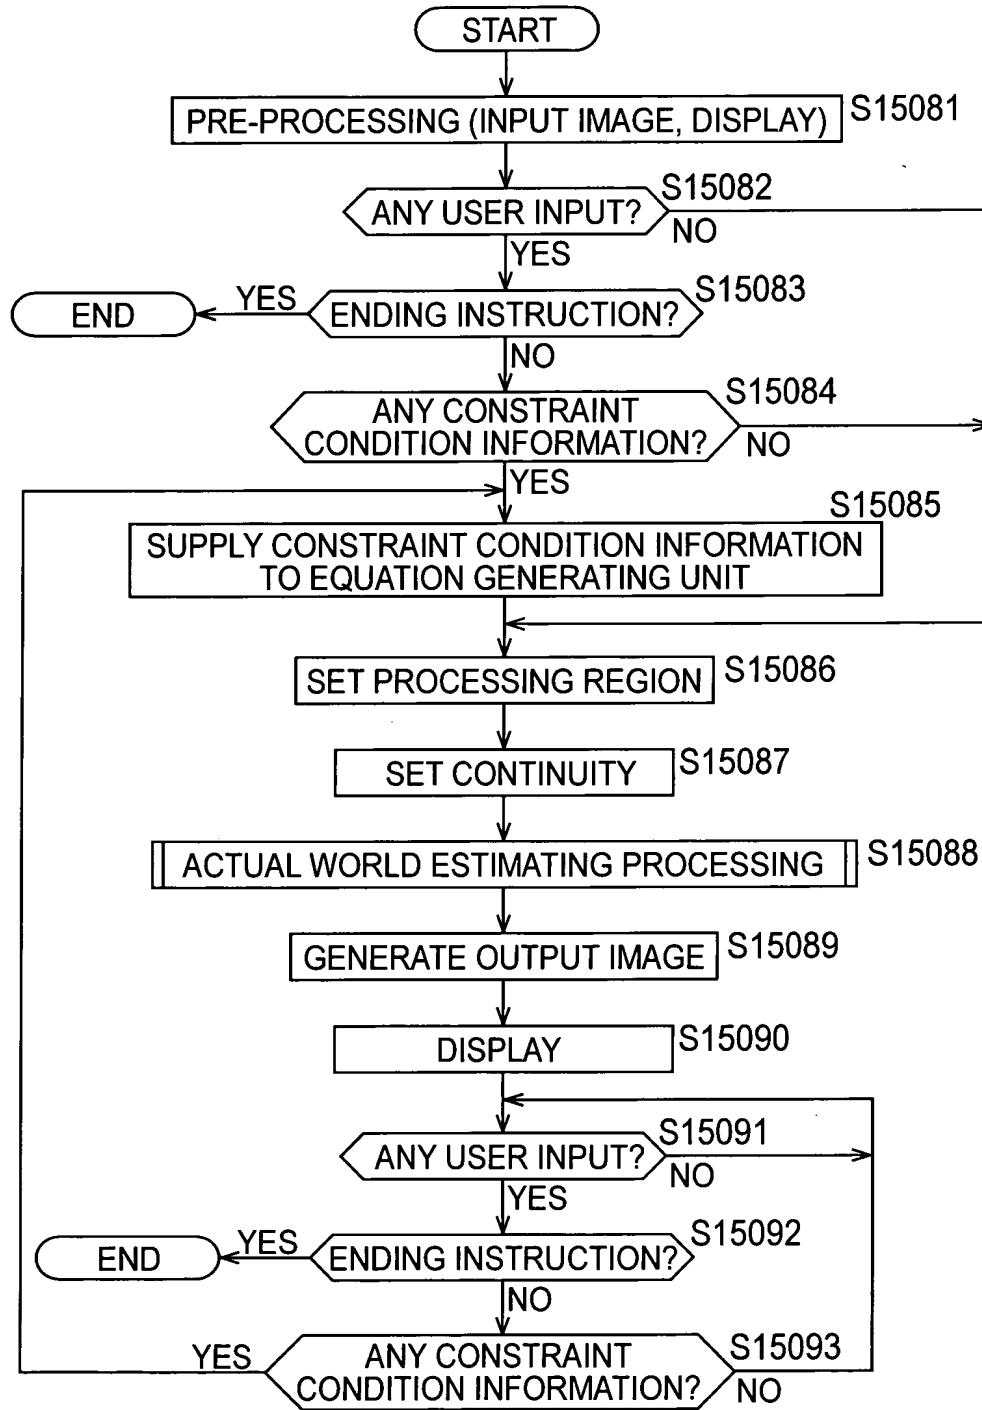 START
PRE-PROCESSING (INPUT IMAGE, DISPLAY)
S15081
ANY USER INPUT?
S15082
NO
YES
ENDING INSTRUCTION?
S15083
YES
END
NO
ANY CONSTRAINT
CONDITION INFORMATION?
S15084
NO
YES
S15085
SUPPLY CONSTRAINT CONDITION INFORMATION
TO EQUATION GENERATING UNIT
SET PROCESSING REGION
S15086
SET CONTINUITY
S15087
ACTUAL WORLD ESTIMATING PROCESSING
S15088
GENERATE OUTPUT IMAGE
S15089
DISPLAY
S15090
ANY USER INPUT?
S15091
NO
YES
ENDING INSTRUCTION?
S15092
YES
END
NO
ANY CONSTRAINT
CONDITION INFORMATION?
S15093
YES
NO